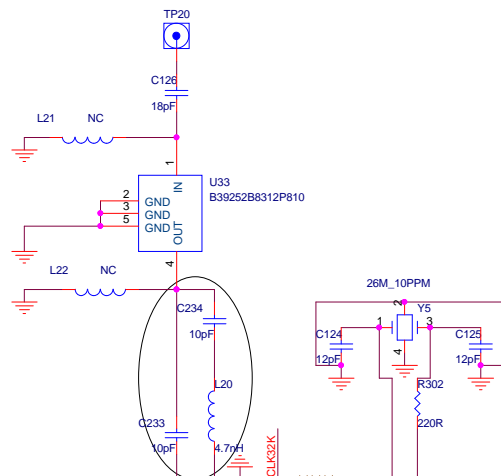 TP20
C126
18pF
L21
NC
1
IN
U33
B39252B8312P810
2
GND
3
GND
5
GND
OUT
4
L22
NC
26M_10PPM
C234
10pF
2
Y5
1
3
C124
12pF
4
C125
12pF
L20
R302
220R
C233
10pF
4.7nH
CLK32K